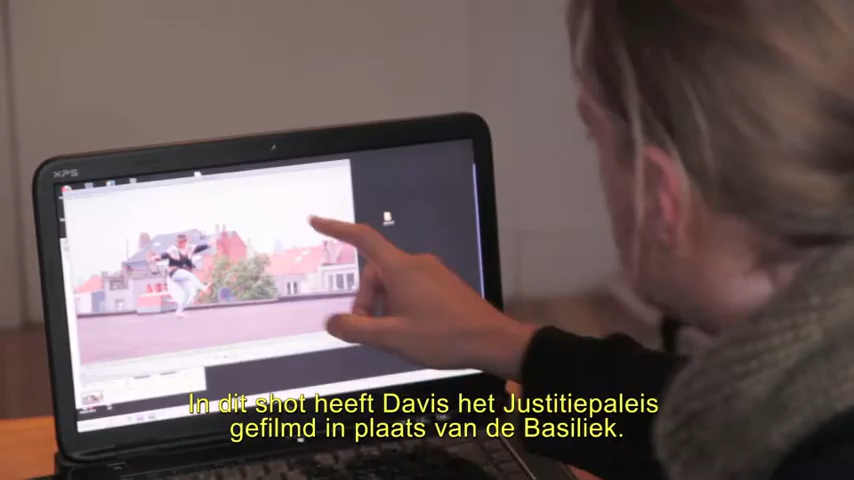 XPS
In dit shot heeft Davis het Justitiepaleis
gefilmd in plaats van de Basiliek.